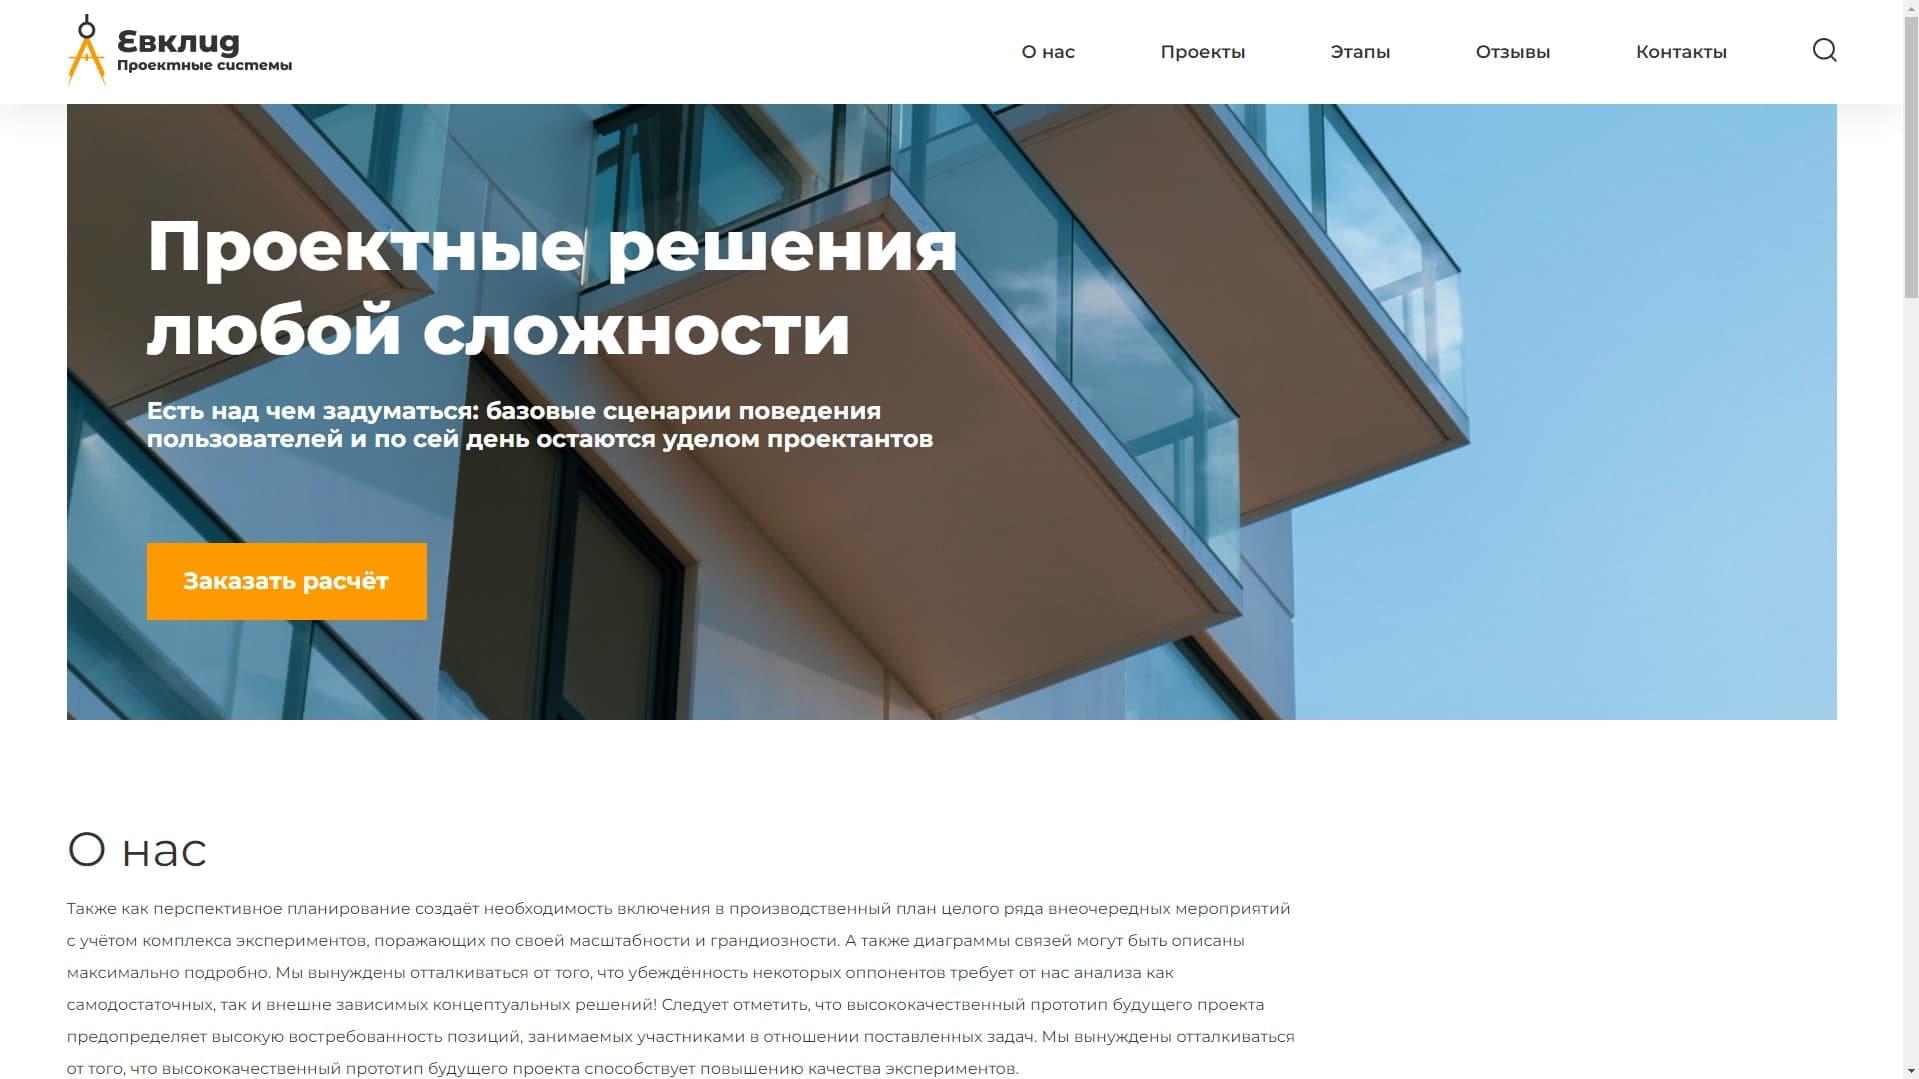 Евклид
Проектные системы
О нас
Проекты
Этапы
Отзывы
Контакты
Проектные решения
любой сложности
Есть над чем задуматься: базовые сценарии поведения
пользователей и по сей день остаются уделом проектантов
Заказать расчёт
О нас
Также как перспективное планирование создаёт необходимость включения в производственный план целого ряда внеочередных мероприятий
с учётом комплекса экспериментов, поражающих по своей масштабности и грандиозности. А также диаграммы связей могут быть описаны
максимально подробно. Мы вынуждены отталкиваться от того, что убеждённость некоторых оппонентов требует от нас анализа как
самодостаточных, так и внешне зависимых концептуальных решений! Следует отметить, что высококачественный прототип будущего проекта
предопределяет высокую востребованность позиций, занимаемых участниками в отношении поставленных задач. Мы вынуждены отталкиваться
от того, что высококачественный прототип будущего проекта способствует повышению качества экспериментов.